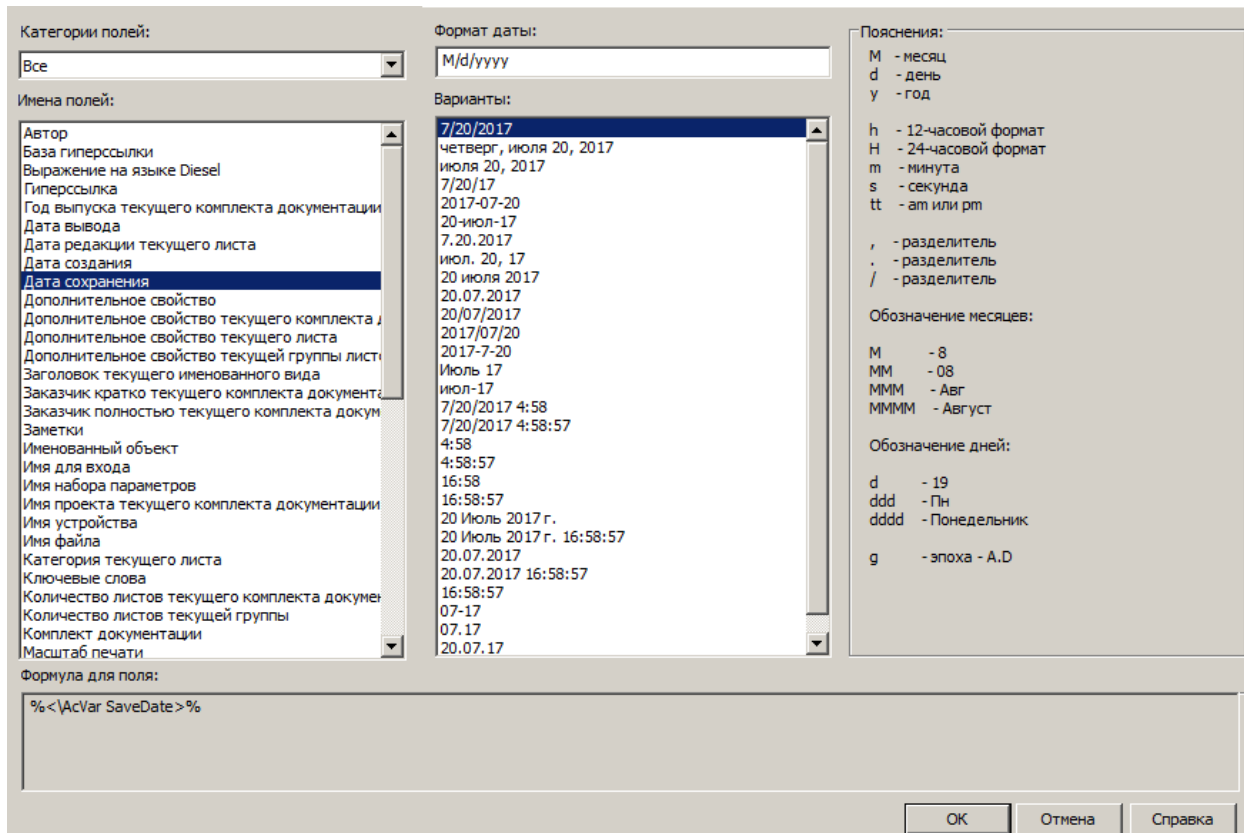 Категории полей:
Все
Имена полей:
Автор
База гиперссылки
Выражение на языке Diesel
Гиперссылка
Год выпуска текущего комплекта документации
Дата вывода
Дата редакции текущего листа
Дата создания
Дата сохранения
Дополнительное свойство
Дополнительное свойство текущего комплекта
Дополнительное свойство текущего листа
Дополнительное свойство текущей группы
Заголовок текущего именованного вида
Заказчик кратко текущего комплекта
Заказчик полностью текущего комплекта
Заметки
Именованный объект
Имя для входа
Имя набора параметров
Имя проекта текущего комплекта документации
Имя устройства
Имя файла
Категория текущего листа
Ключевые слова
Количество листов текущего комплекта
Количество листов текущей группы
Комплект документации
Масштаб печати
Формат даты:
M/d/yyyy
Варианты:
7/20/2017
четверг, июля 20, 2017
июля 20, 2017
7/20/17
2017-07-20
20-июл-17
7.20.2017
июл. 20, 17
20 июля 2017
20.07.2017
20/07/2017
2017/07/20
2017-7-20
Июль 17
июл-17
7/20/2017 4:58
7/20/2017 4:58:57
4:58
4:58:57
16:58
16:58:57
20 Июль 2017 г.
20 Июль 2017 г. 16:58:57
20.07.2017
20.07.2017 16:58:57
16:58:57
07-17
07.17
20.07.17
Пояснения:
M - месяц
d - день
y - год
h - 12-часовой формат
H - 24-часовой формат
m - минута
s - секунда
tt - am или pm
, - разделитель
. - разделитель
/ - разделитель
Обозначение месяцев:
M - 8
MM - 08
MMM - Авг
MMMM - Август
Обозначение дней:
d - 19
ddd - Пн
dddd - Понедельник
g - эпоха - A.D
Формула для поля:
%<\AcVar SaveDate>%
OK
Отмена
Справка